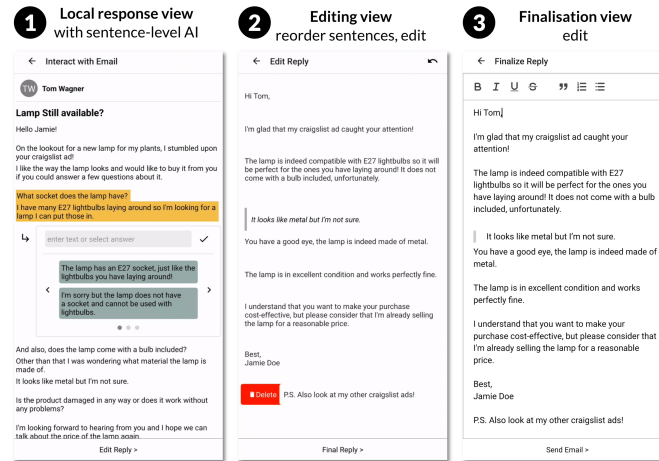 1 Local response view
with sentence-level AI
← Interact with Email
TW Tom Wagner
Lamp Still available?
Hello Jamie!
On the lookout for a new lamp for my plants, I stumbled upon
your craigslist ad!
I like the way the lamp looks and would like to buy it from you
if you could answer a few questions about it.
What socket does the lamp have?
I have many E27 lightbulbs laying around so I'm looking for a
lamp I can put those in.
enter text or select answer
The lamp has an E27 socket, just like the
lightbulbs you have laying around!
I'm sorry but the lamp does not have
a socket and cannot be used with
lightbulbs.
And also, does the lamp come with a bulb included?
Other than that I was wondering what material the lamp is
made of.
It looks like metal but I'm not sure.
Is the product damaged in any way or does it work without
any problems?
I'm looking forward to hearing from you and I hope we can
talk about the price of the lamp again.
Edit Reply >
2 Editing view
reorder sentences, edit
← Edit Reply
Hi Tom,
I'm glad that my craigslist ad caught your attention!
The lamp is indeed compatible with E27 lightbulbs so it will
be perfect for the ones you have laying around! It does not
come with a bulb included, unfortunately.
It looks like metal but I'm not sure.
You have a good eye, the lamp is indeed made of metal.
The lamp is in excellent condition and works perfectly fine.
I understand that you want to make your purchase
cost-effective, but please consider that I'm already selling
the lamp for a reasonable price.
Best,
Jamie Doe
Delete P.S. Also look at my other craigslist ads!
Final Reply >
3 Finalisation view
edit
← Finalize Reply
B I U S
Hi Tom,
I'm glad that my craigslist ad caught your
attention!
The lamp is indeed compatible with E27
lightbulbs so it will be perfect for the ones you
have laying around! It does not come with a bulb
included, unfortunately.
It looks like metal but I'm not sure.
You have a good eye, the lamp is indeed made of
metal.
The lamp is in excellent condition and works
perfectly fine.
I understand that you want to make your
purchase cost-effective, but please consider that
I'm already selling the lamp for a reasonable
price.
Best,
Jamie Doe
P.S. Also look at my other craigslist ads!
Send Email >